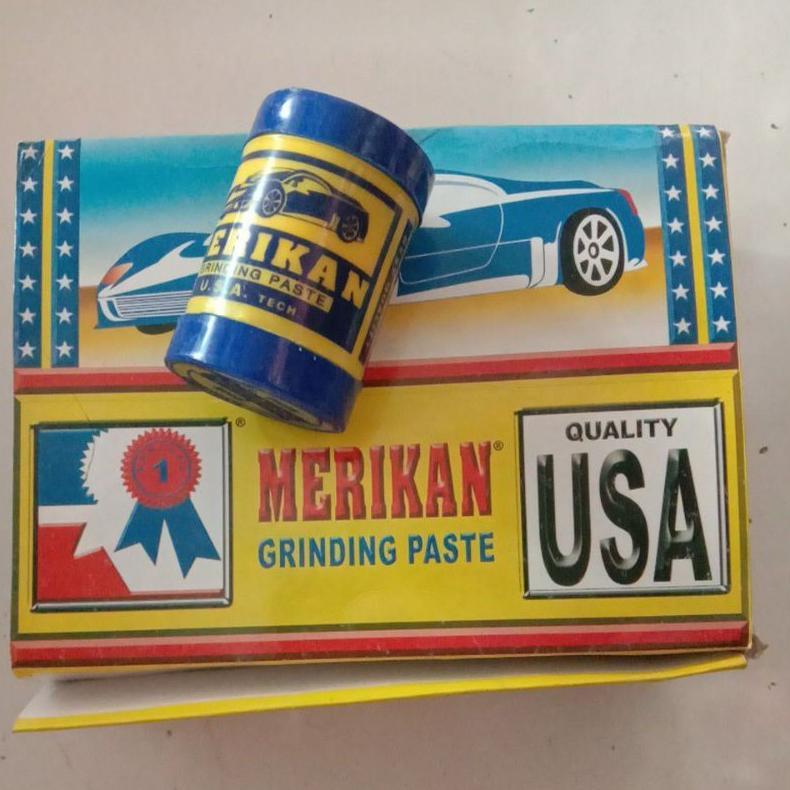 ERIKAN
GRINDING PASTE
U.S.A. TECH
1
®
MERIKAN®
GRINDING PASTE
QUALITY
USA